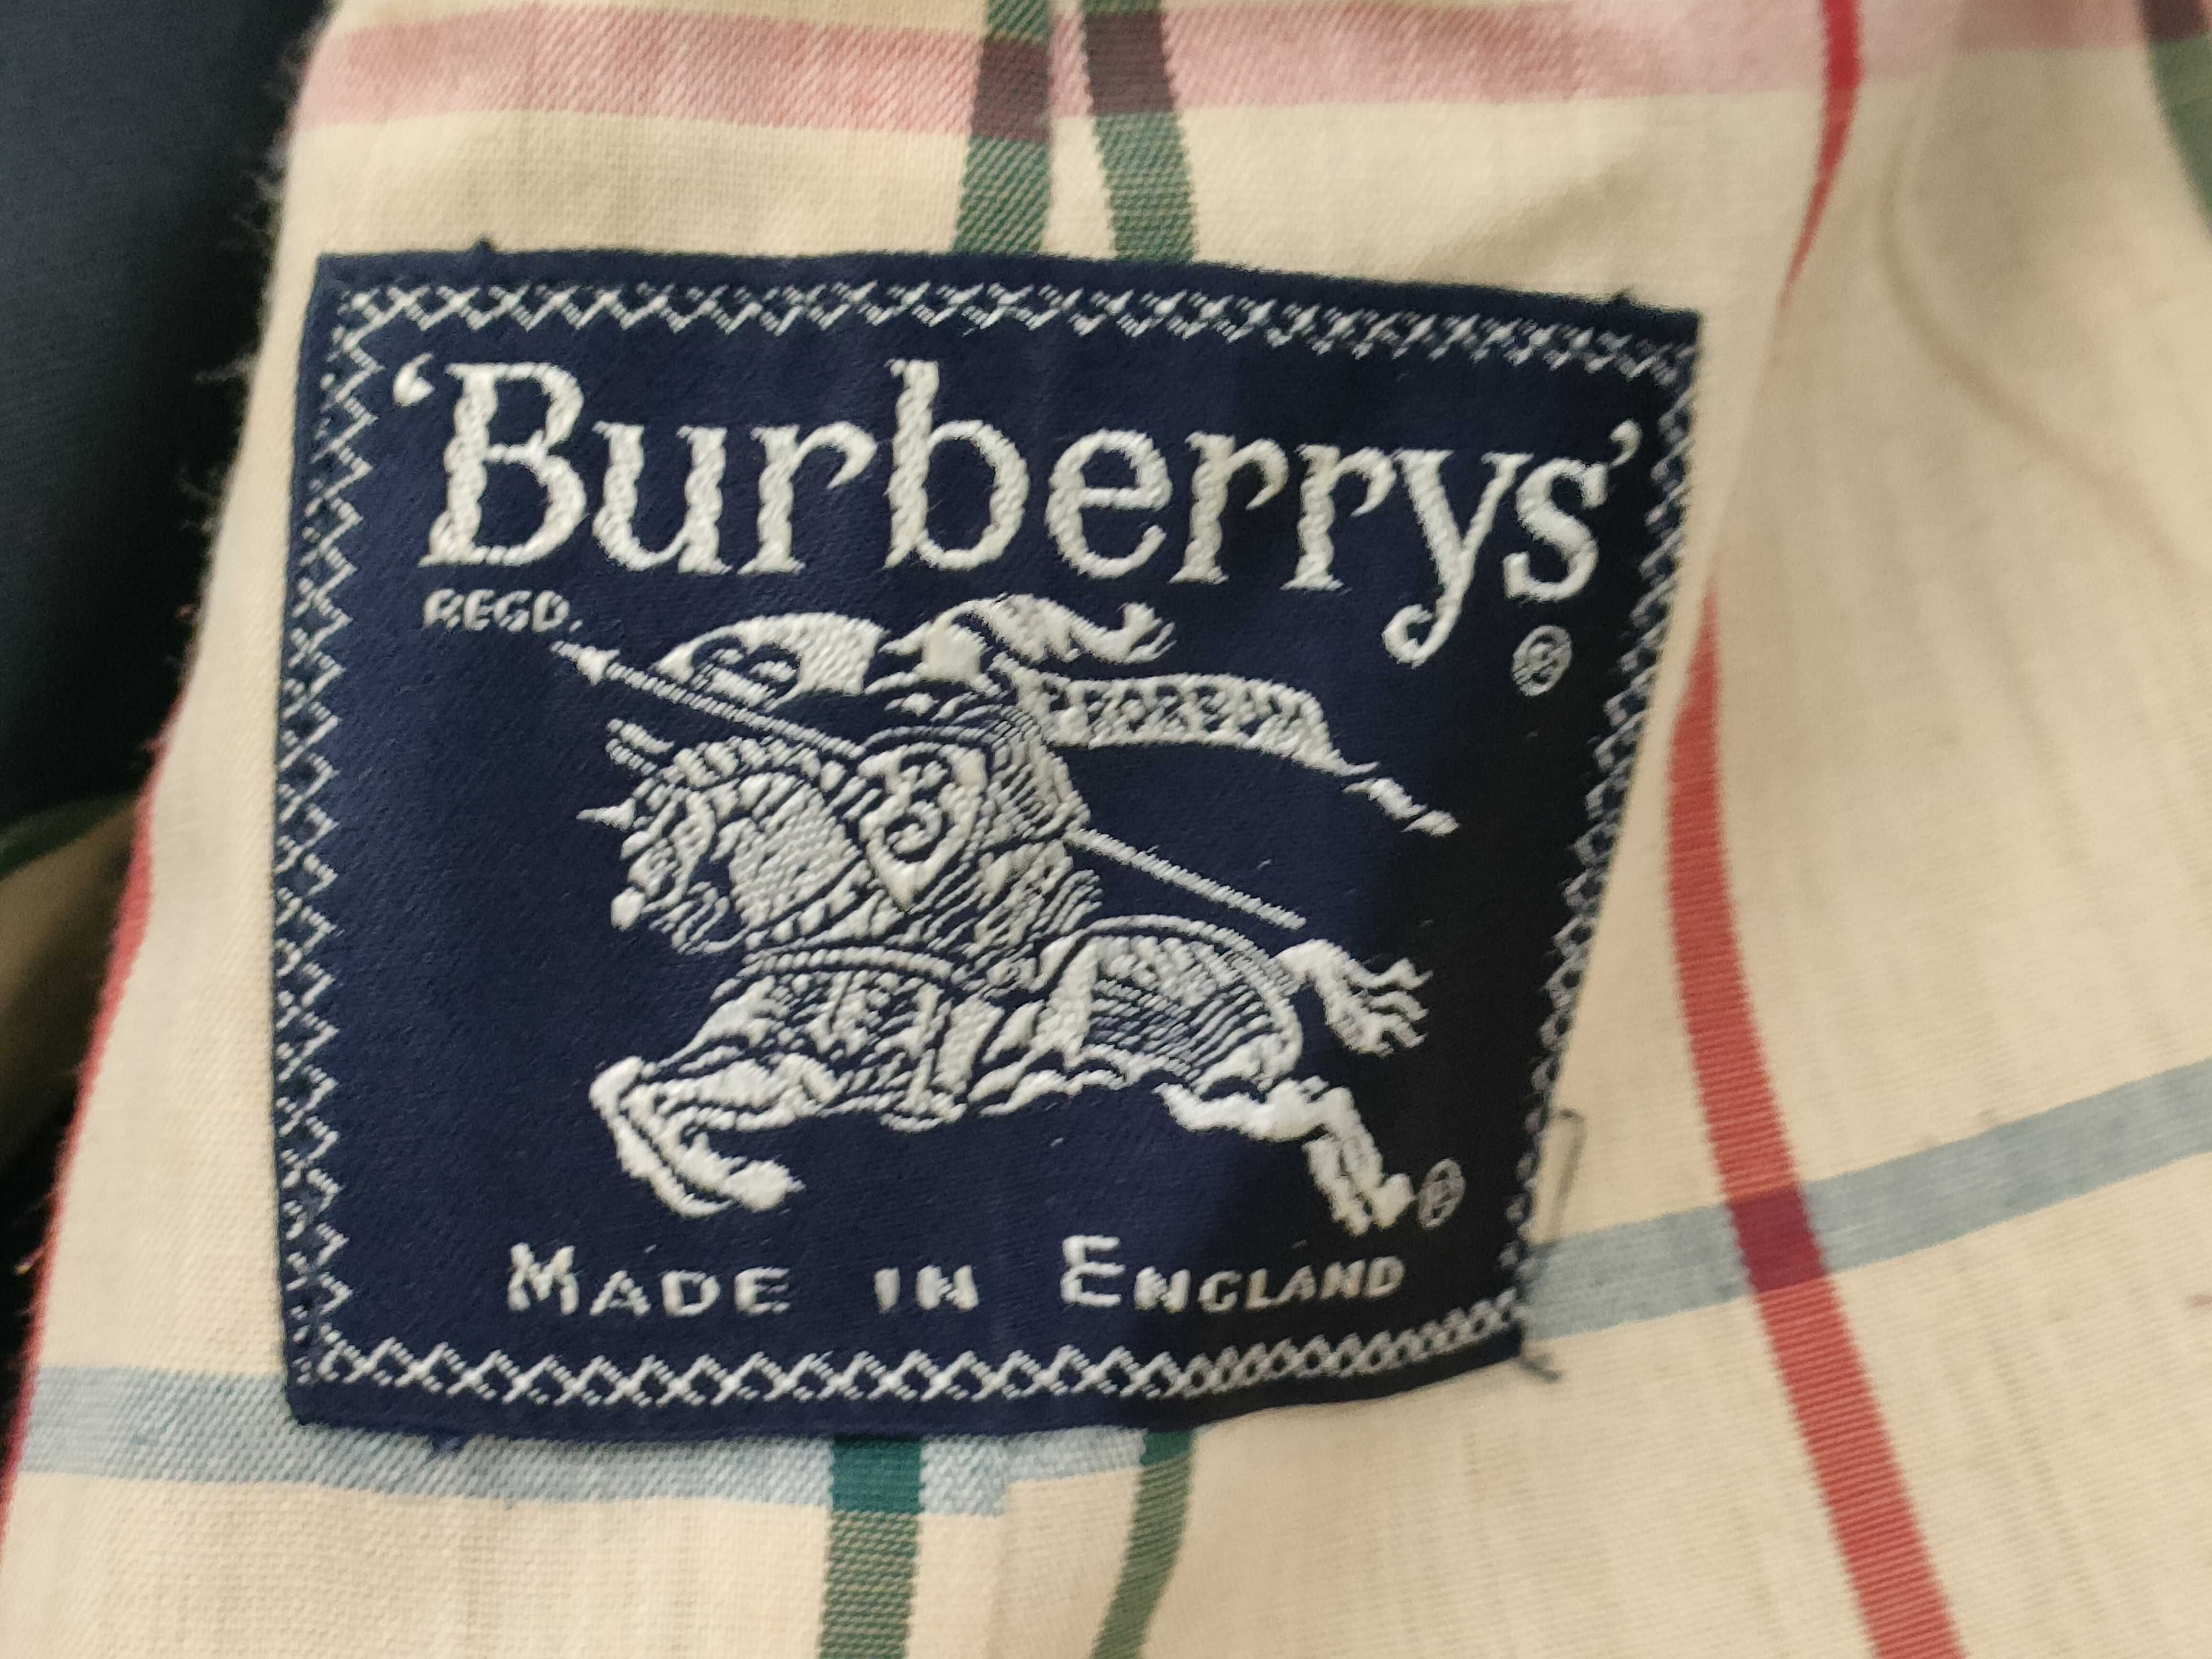 ‘Burberrys’
REGD. ®
B
®
MADE IN ENGLAND